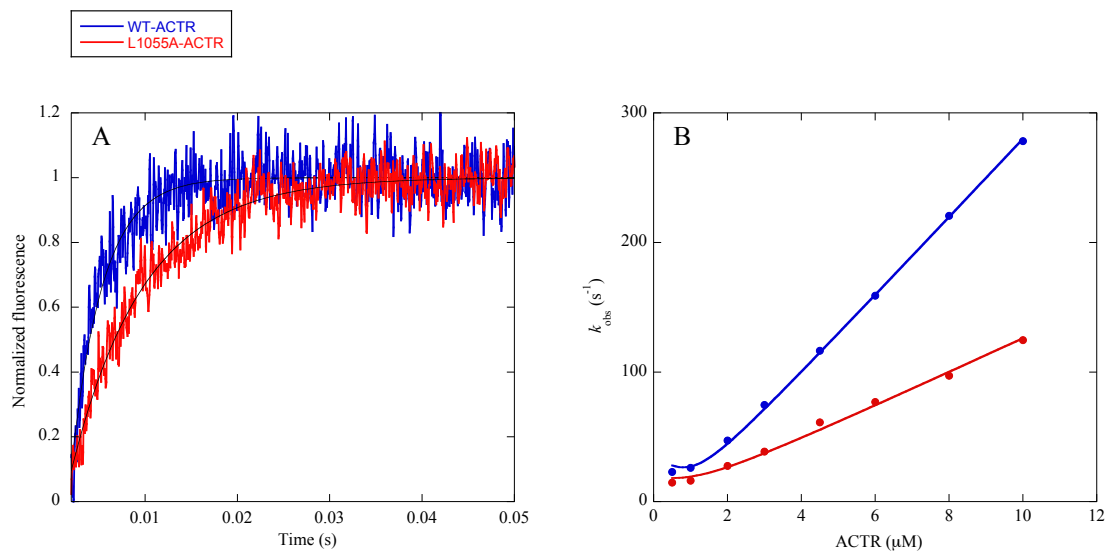 WT-ACTR
L1055A-ACTR
A
Normalized fluorescence
1.2
1
0.8
0.6
0.4
0.2
0
0.01
0.02
0.03
0.04
0.05
Time (s)
B
k_obs (s⁻¹)
300
200
100
0
0
2
4
6
8
10
12
ACTR (μM)